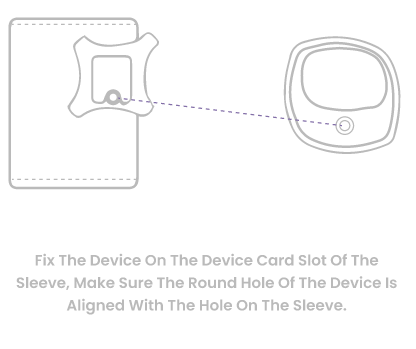 Fix The Device On The Device Card Slot Of The
Sleeve, Make Sure The Round Hole Of The Device Is
Aligned With The Hole On The Sleeve.